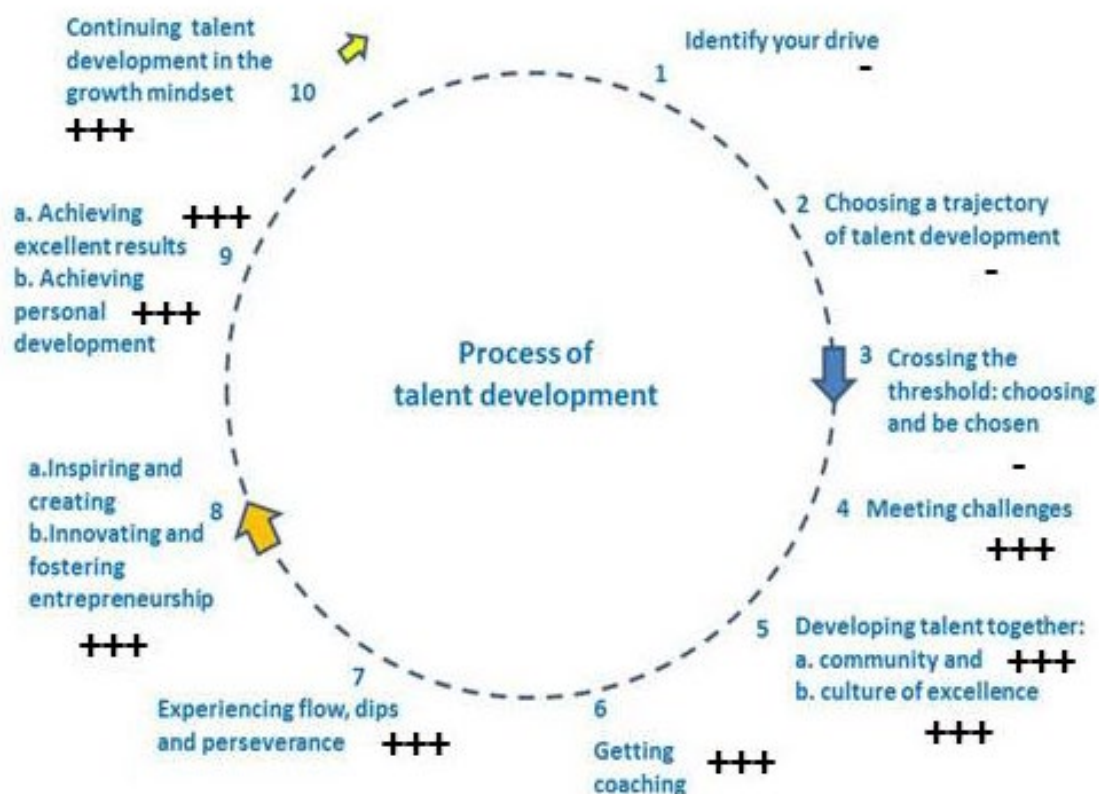 Process of
talent development
1
Identify your drive
-
2 Choosing a trajectory
of talent development
-
3 Crossing the
threshold: choosing
and be chosen
-
4 Meeting challenges
+++
5 Developing talent together:
a. community and +++
b. culture of excellence
+++
6
Getting +++
coaching
7
Experiencing flow, dips
and perseverance +++
8
a.Inspiring and
creating
b.Innovating and
fostering
entrepreneurship
+++
9
a. Achieving +++
excellent results
b. Achieving
personal +++
development
Continuing talent
development in the
growth mindset 10
+++